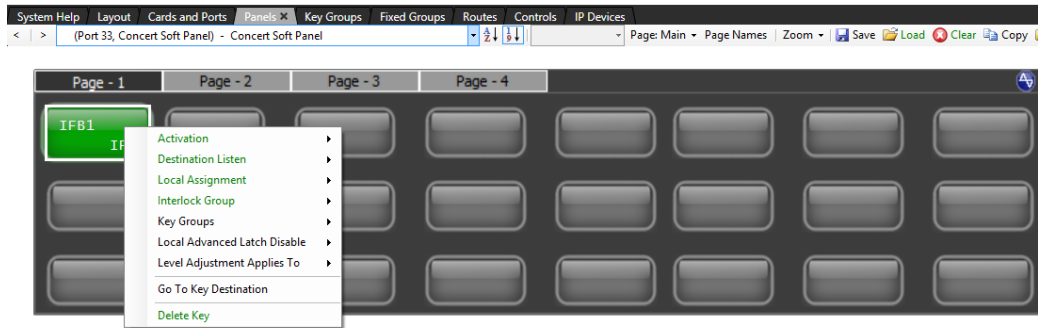 System Help Layout Cards and Ports Panels Key Groups Fixed Groups Routes Controls IP Devices
< > (Port 33, Concert Soft Panel) - Concert Soft Panel Page: Main Page Names Zoom Save Load Clear Copy
Page - 1 Page - 2 Page - 3 Page - 4
IFB1
Activation
Destination Listen
Local Assignment
Interlock Group
Key Groups
Local Advanced Latch Disable
Level Adjustment Applies To
Go To Key Destination
Delete Key